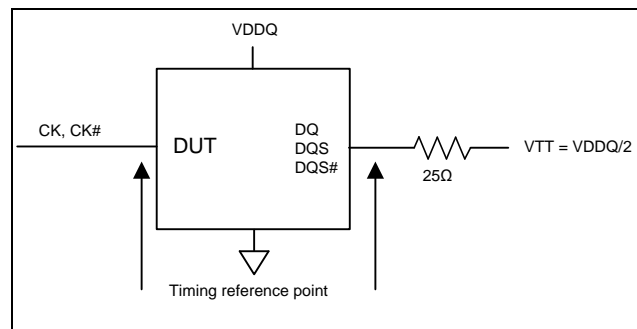 VDDQ
CK, CK#
DUT
DQ
DQS
DQS#
VTT = VDDQ/2
25Ω
Timing reference point